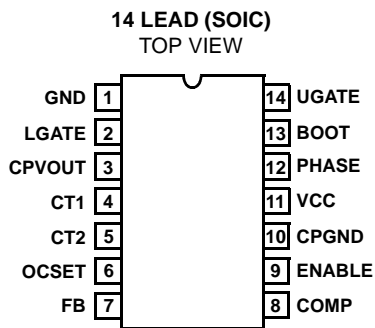 14 LEAD (SOIC)
TOP VIEW
GND 1 14 UGATE
LGATE 2 13 BOOT
CPVOUT 3 12 PHASE
CT1 4 11 VCC
CT2 5 10 CPGND
OCSET 6 9 ENABLE
FB 7 8 COMP